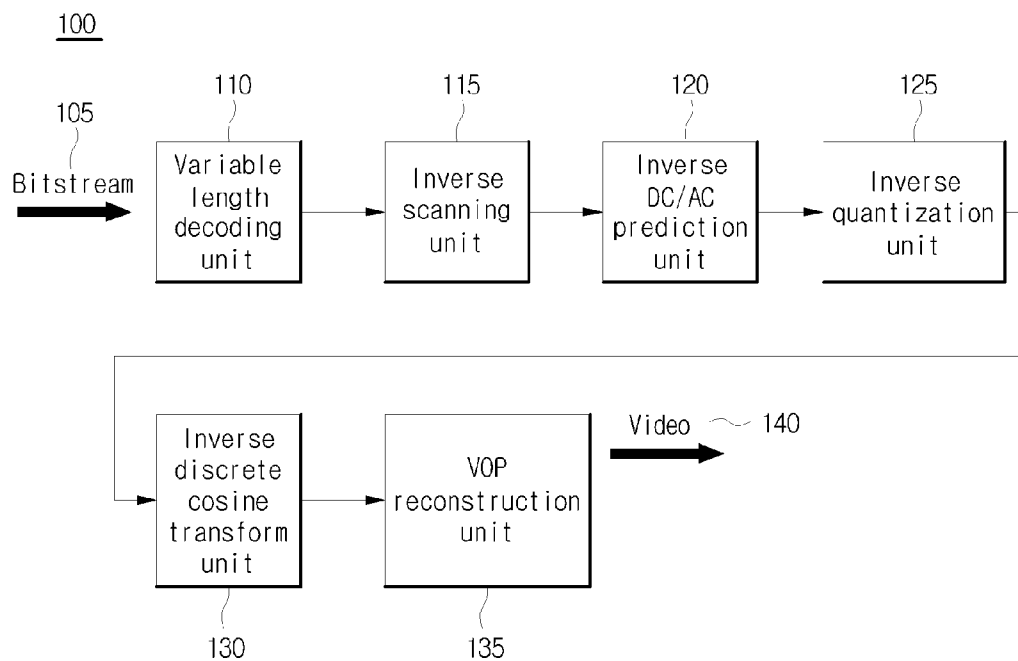 100
105
110
115
120
125
Bitstream
Variable
length
decoding
unit
Inverse
scanning
unit
Inverse
DC/AC
prediction
unit
Inverse
quantization
unit
Inverse
discrete
cosine
transform
unit
VOP
reconstruction
unit
Video
140
130
135